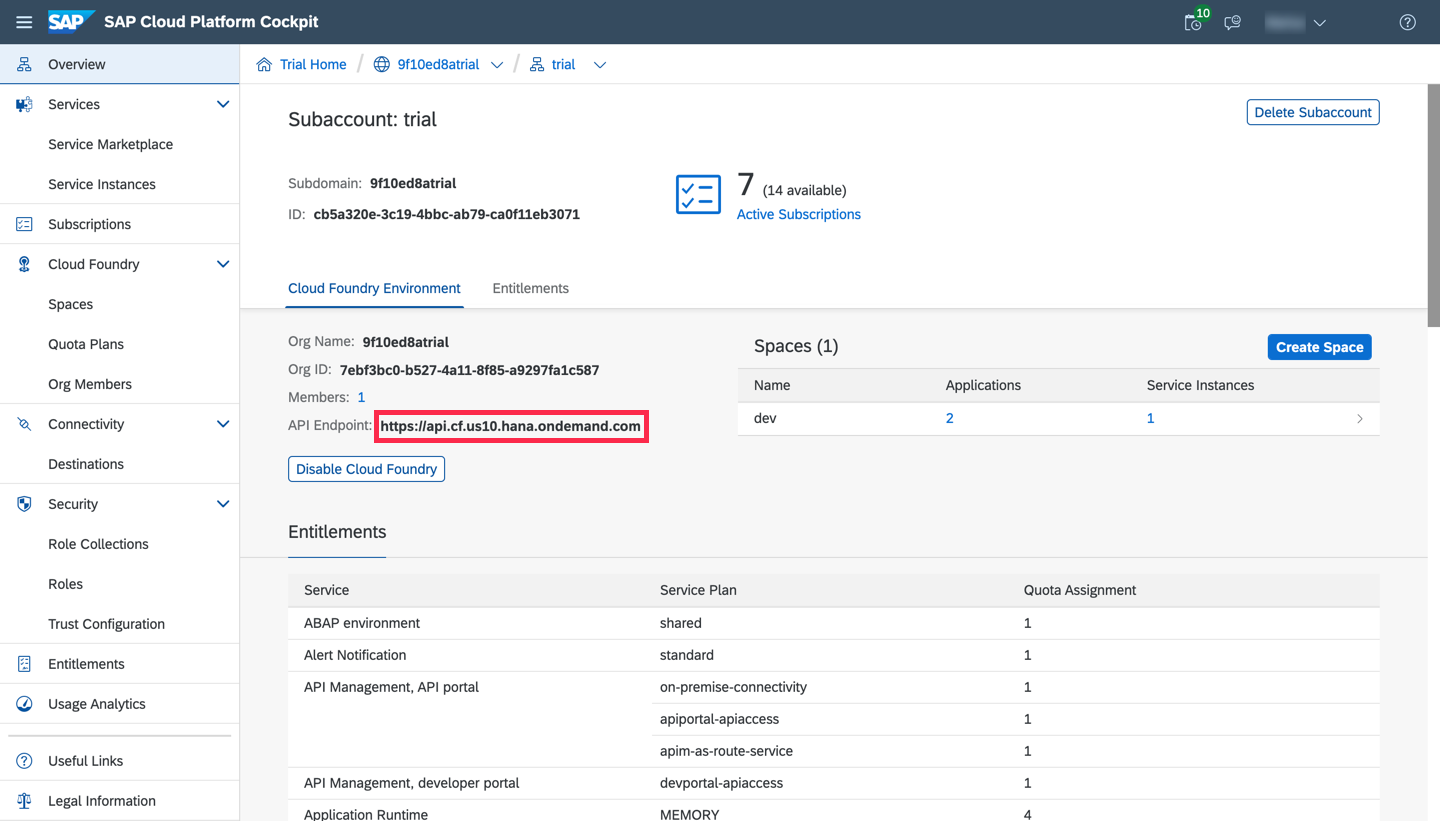 SAP SAP Cloud Platform Cockpit
10
Overview
Services
Service Marketplace
Service Instances
Subscriptions
Cloud Foundry
Spaces
Quota Plans
Org Members
Connectivity
Destinations
Security
Role Collections
Roles
Trust Configuration
Entitlements
Usage Analytics
Useful Links
Legal Information
Trial Home / 9f10ed8atrial / trial
Subaccount: trial
Delete Subaccount
Subdomain: 9f10ed8atrial
ID: cb5a320e-3c19-4bbc-ab79-ca0f11eb3071
7 (14 available)
Active Subscriptions
Cloud Foundry Environment Entitlements
Org Name: 9f10ed8atrial
Org ID: 7ebf3bc0-b527-4a11-8f85-a9297fa1c587
Members: 1
API Endpoint: https://api.cf.us10.hana.ondemand.com
Disable Cloud Foundry
Spaces (1)
Create Space
Name Applications Service Instances
dev 2 1
Entitlements
Service Service Plan Quota Assignment
ABAP environment shared 1
Alert Notification standard 1
API Management, API portal on-premise-connectivity 1
apiportal-apiaccess 1
apim-as-route-service 1
API Management, developer portal devportal-apiaccess 1
Application Runtime MEMORY 4